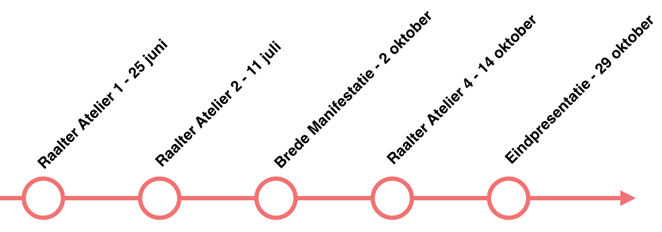 Raalter Atelier 1 - 25 juni
Raalter Atelier 2 - 11 juli
Brede Manifestatie - 2 oktober
Raalter Atelier 4 - 14 oktober
Eindpresentatie - 29 oktober